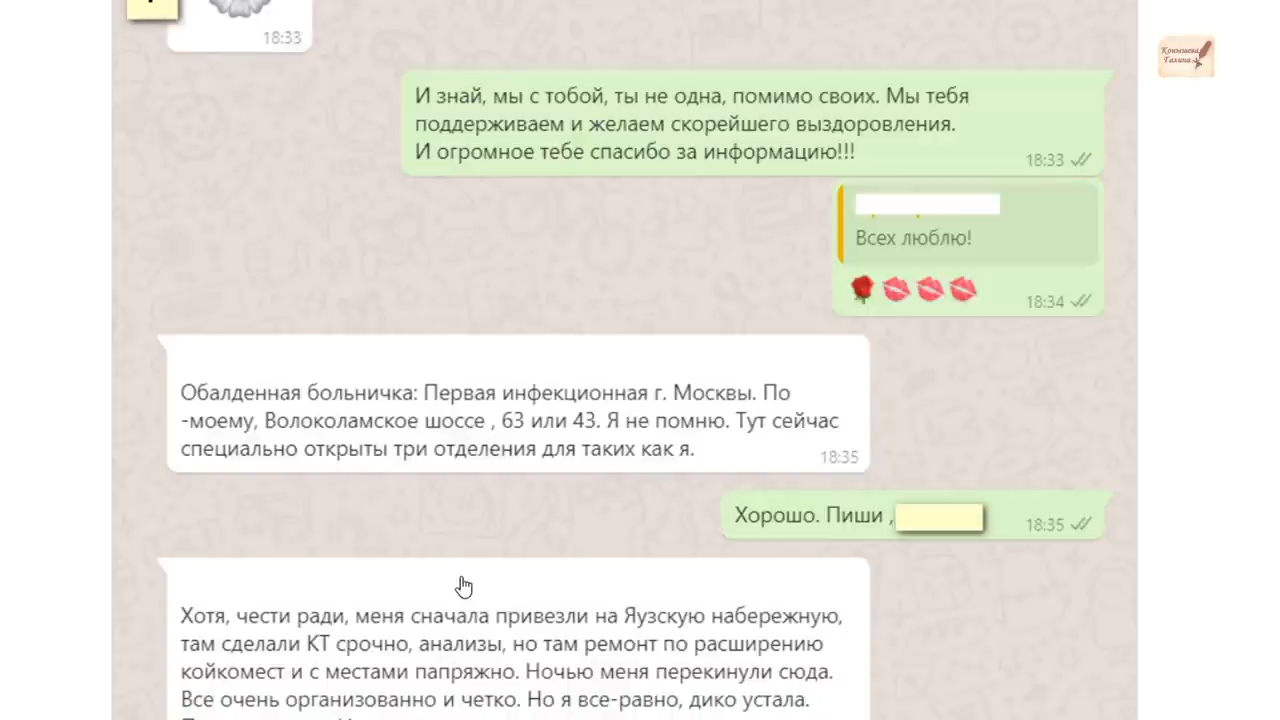 18:33
Конышева
Галина
И знай, мы с тобой, ты не одна, помимо своих. Мы тебя
поддерживаем и желаем скорейшего выздоровления.
И огромное тебе спасибо за информацию!!!
18:33
Всех люблю!
18:34
Обалденная больничка: Первая инфекционная г. Москвы. По
-моему, Волоколамское шоссе , 63 или 43. Я не помню. Тут сейчас
специально открыты три отделения для таких как я.
18:35
Хорошо. Пиши ,
18:35
Хотя, чести ради, меня сначала привезли на Яузскую набережную,
там сделали КТ срочно, анализы, но там ремонт по расширению
койкомест и с местами папряжно. Ночью меня перекинули сюда.
Все очень организованно и четко. Но я все-равно, дико устала.